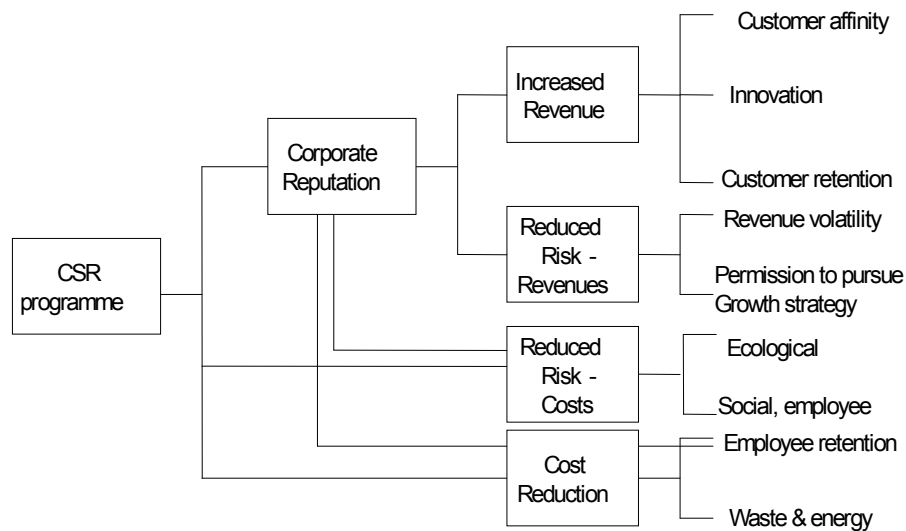 CSR
programme
Corporate
Reputation
Increased
Revenue
Customer affinity
Innovation
Customer retention
Reduced
Risk -
Revenues
Revenue volatility
Permission to pursue
Growth strategy
Reduced
Risk -
Costs
Ecological
Social, employee
Cost
Reduction
Employee retention
Waste & energy